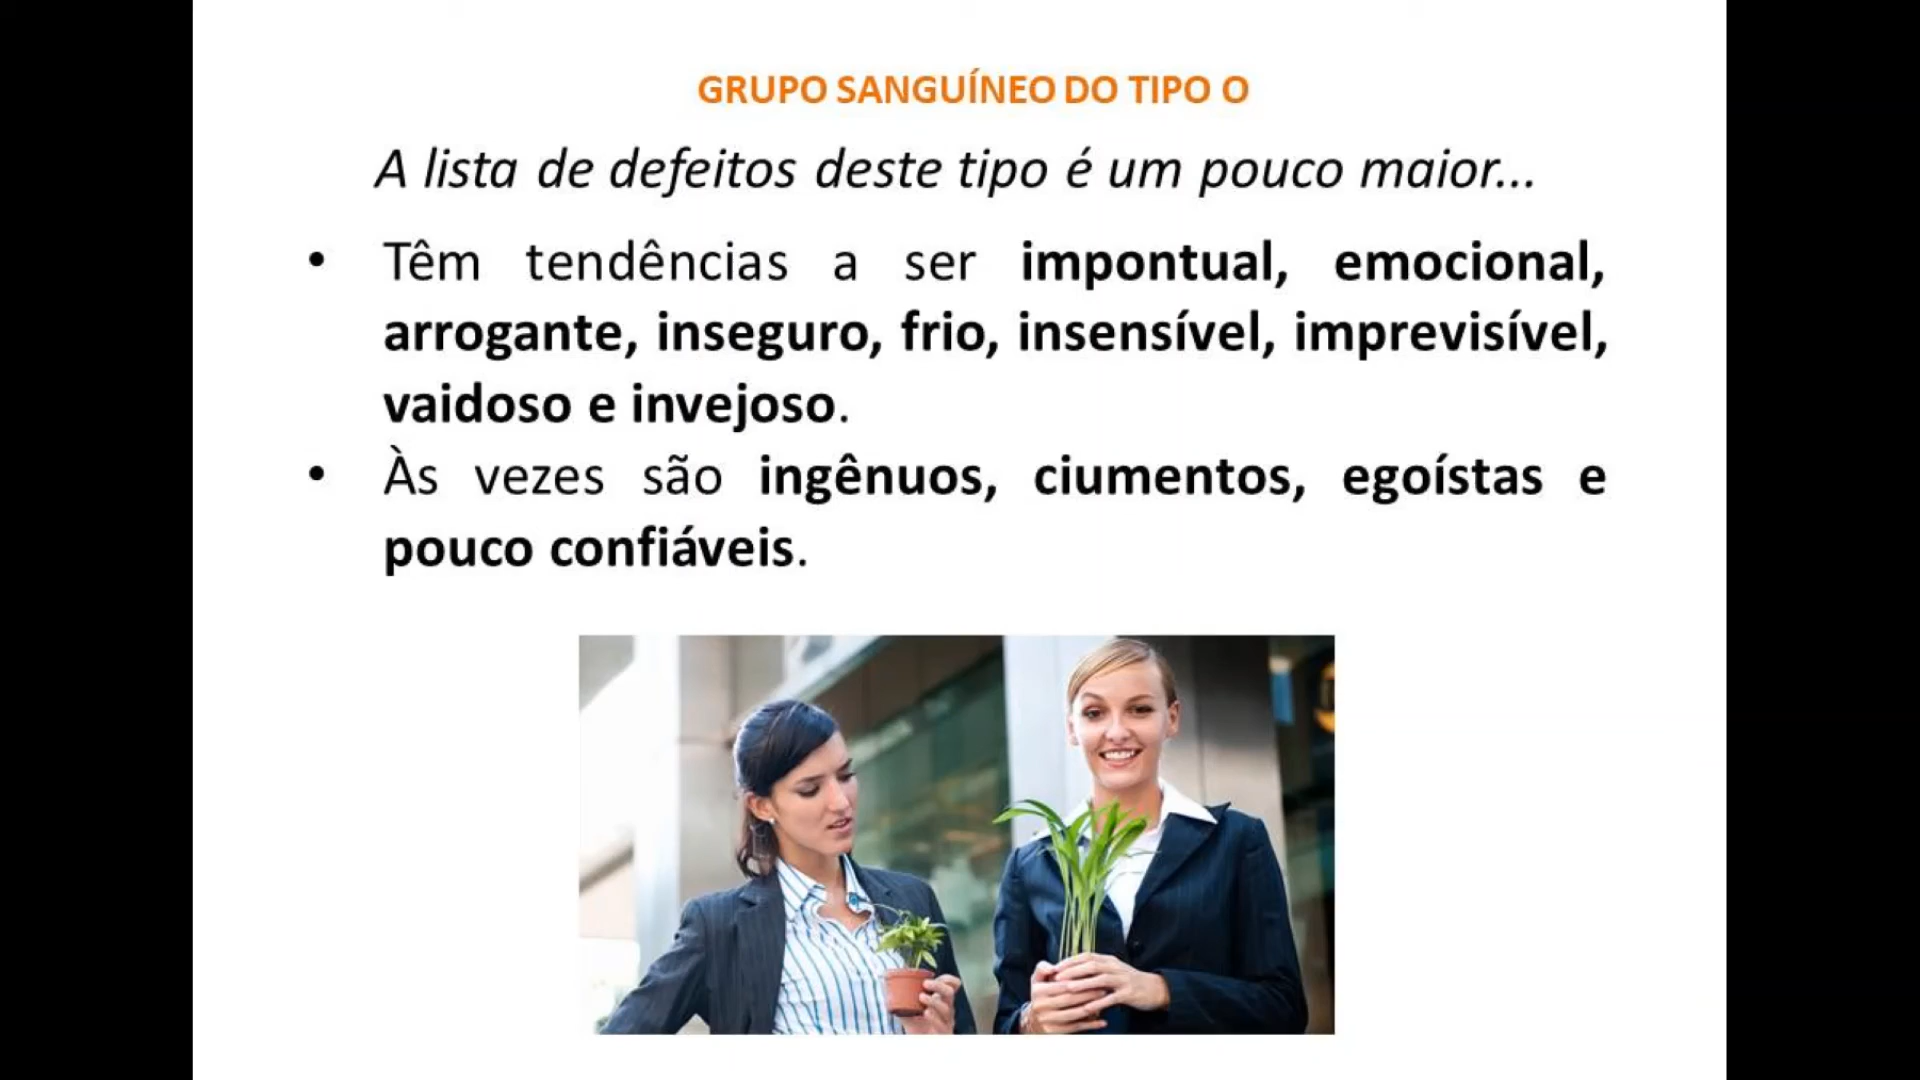 GRUPO SANGUÍNEO DO TIPO O
A lista de defeitos deste tipo é um pouco maior...
• Têm tendências a ser impontual, emocional,
arrogante, inseguro, frio, insensível, imprevisível,
vaidoso e invejoso.
• Às vezes são ingênuos, ciumentos, egoístas e
pouco confiáveis.